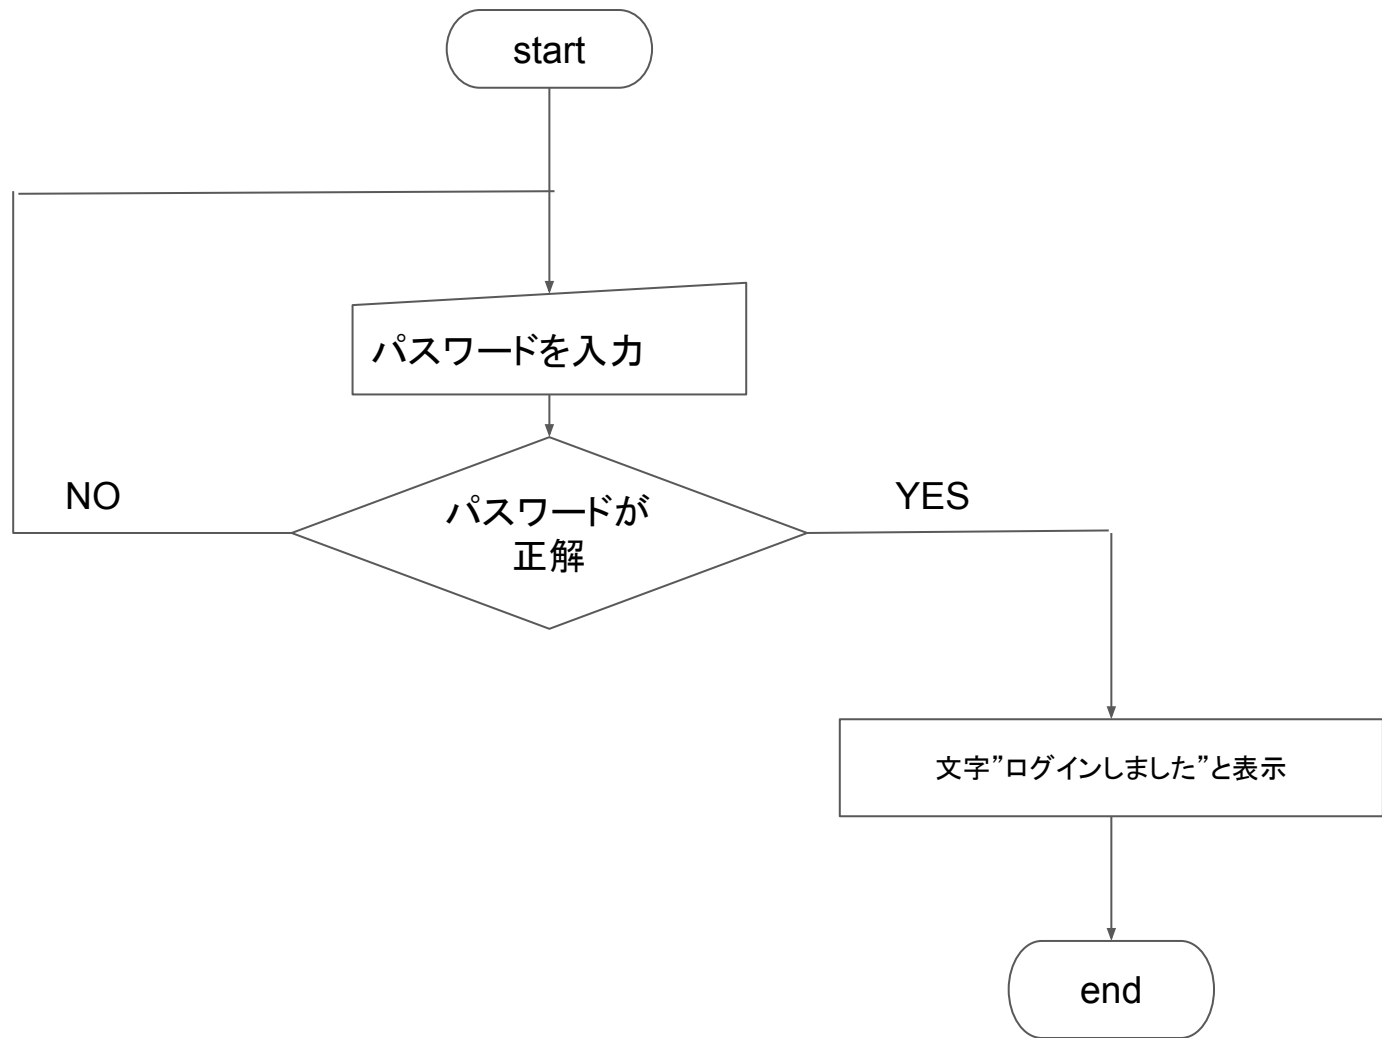 start
パスワードを入力
NO
パスワードが
正解
YES
文字”ログインしました”と表示
end